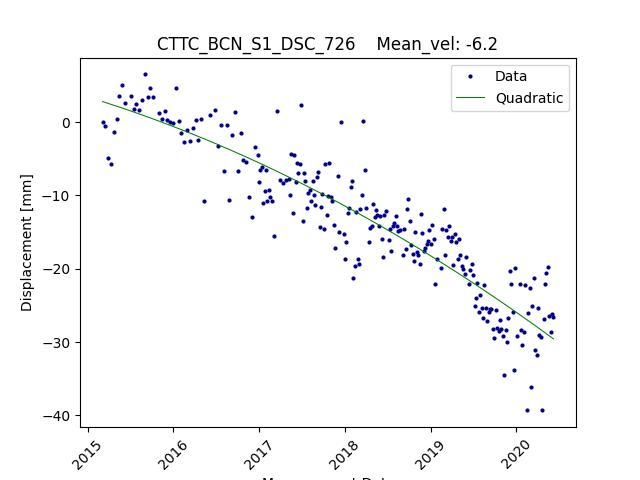 CTTC_BCN_S1_DSC_726    Mean_vel: -6.2
Data
Quadratic
Displacement [mm]
0
−10
−20
−30
−40
2015
2016
2017
2018
2019
2020